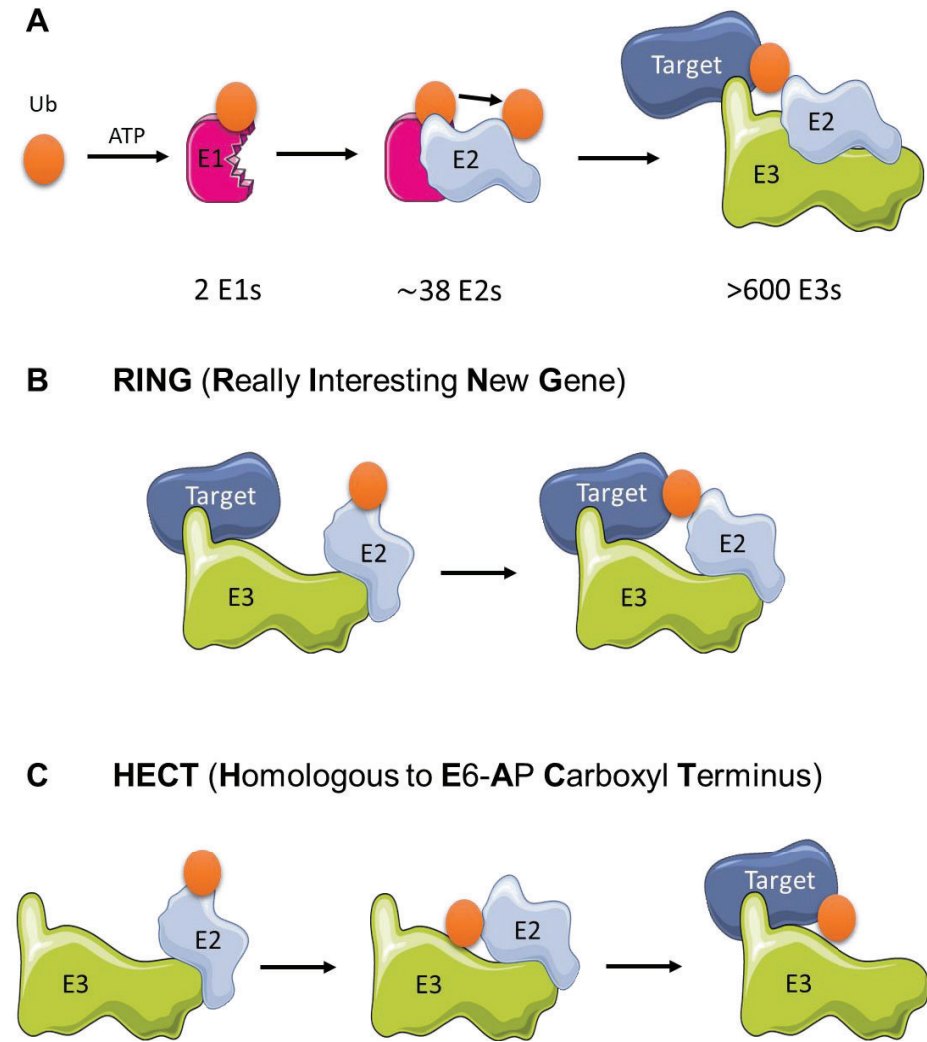 A
Ub
ATP
E1
E2
Target
E2
E3
2 E1s
~38 E2s
>600 E3s
B RING (Really Interesting New Gene)
Target
E2
E3
Target
E2
E3
C HECT (Homologous to E6-AP Carboxyl Terminus)
E2
E3
E2
E3
Target
E3